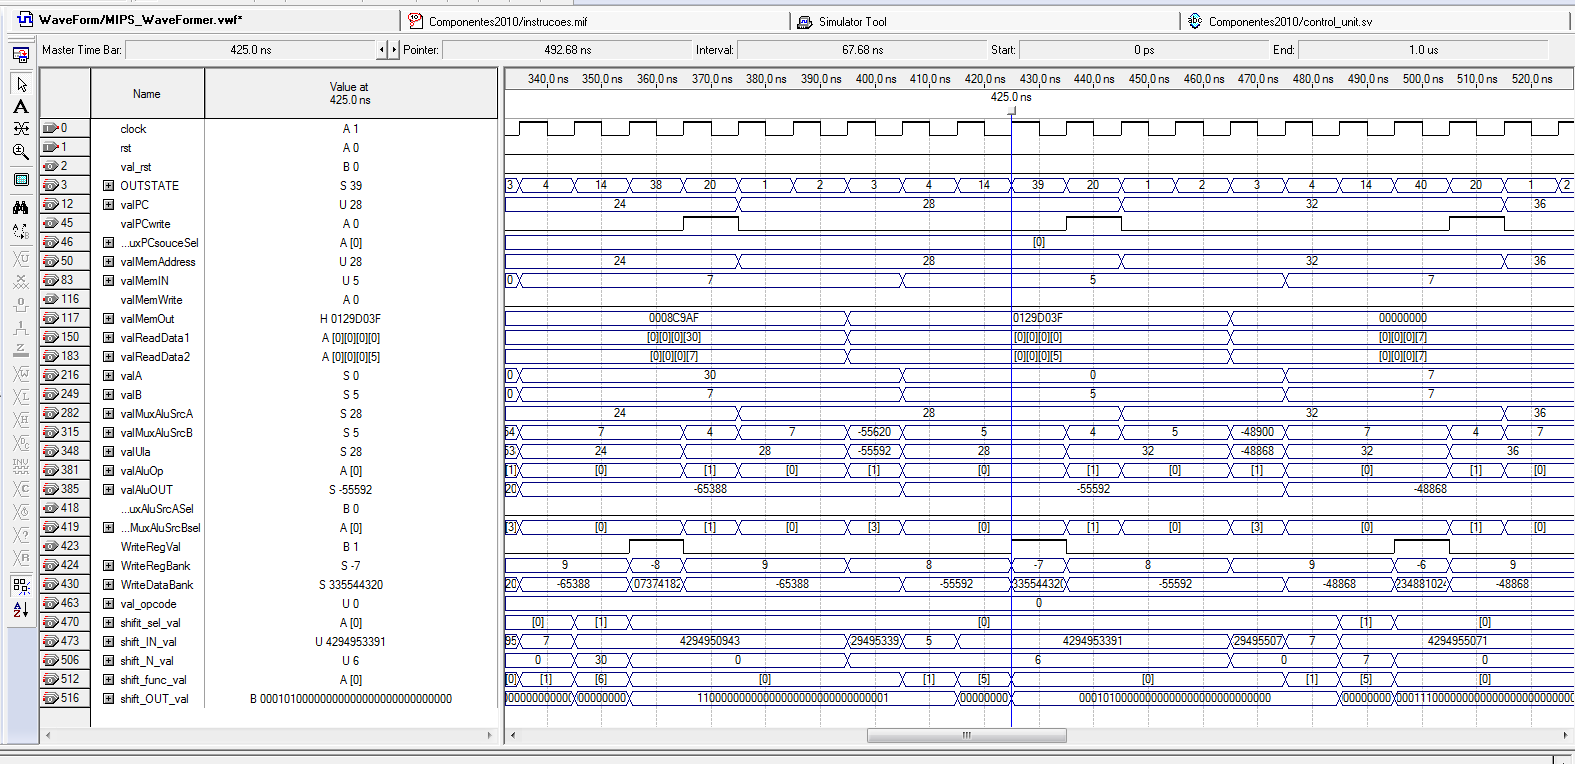 WaveForm/MIPS_WaveFormer.vwf*
Componentes2010/instrucoes.mif
Simulator Tool
Componentes2010/control_unit.sv
Master Time Bar: 425.0 ns Pointer: 492.68 ns Interval: 67.68 ns Start: 0 ps End: 1.0 us
Name Value at 425.0 ns
340.0 ns 350.0 ns 360.0 ns 370.0 ns 380.0 ns 390.0 ns 400.0 ns 410.0 ns 420.0 ns 430.0 ns 440.0 ns 450.0 ns 460.0 ns 470.0 ns 480.0 ns 490.0 ns 500.0 ns 510.0 ns 520.0 ns
425.0 ns
0 clock A 1
1 rst A 0
2 val_rst B 0
3 OUTSTATE S 39 3 4 14 38 20 1 2 3 4 14 39 20 1 2 3 4 14 40 20 1 2
12 valPC U 28 24 28 32 36
45 valPCwrite A 0
46 ...uxPCsouceSel A [0] [0]
50 valMemAddress U 28 24 28 32 36
83 valMemIN U 5 0 7 5 7
116 valMemWrite A 0
117 valMemOut H 0129D03F 0008C9AF 0129D03F 00000000
150 valReadData1 A [0][0][0][0] [0][0][0][30] [0][0][0][0] [0][0][0][7]
183 valReadData2 A [0][0][0][5] [0][0][0][7] [0][0][0][5] [0][0][0][7]
216 valA S 0 0 30 0 7
249 valB S 5 0 7 5 7
282 valMuxAluSrcA S 28 24 28 32 36
315 valMuxAluSrcB S 5 54 7 4 7 -55620 5 4 5 -48900 7 4 7
348 valUla S 28 53 24 28 -55592 28 32 -48868 32 36
381 valAluOp A [0] [1] [0] [1] [0] [1] [0] [1] [0] [1] [0] [1] [0]
385 valAluOUT S -55592 20 -65388 -55592 -48868
418 ...uxAluSrcASel B 0
419 ...MuxAluSrcBsel A [0] [3] [0] [1] [0] [3] [0] [1] [0] [3] [0] [1] [0]
423 WriteRegVal B 1
424 WriteRegBank S -7 9 -8 9 8 -7 8 9 -6 9
430 WriteDataBank S 335544320 20 -65388 07374182 -65388 -55592 335544320 -55592 -48868 234881024 -48868
463 val_opcode U 0 0
470 shifit_sel_val A [0] [0] [1] [0] [1] [0]
473 shift_IN_val U 4294953391 95 7 4294950943 29495339 5 4294953391 29495507 7 4294955071
506 shift_N_val U 6 0 30 0 6 0 7 0
512 shift_func_val A [0] [0] [1] [6] [0] [1] [5] [0] [1] [5] [0]
516 shift_OUT_val B 00010100000000000000000000000000